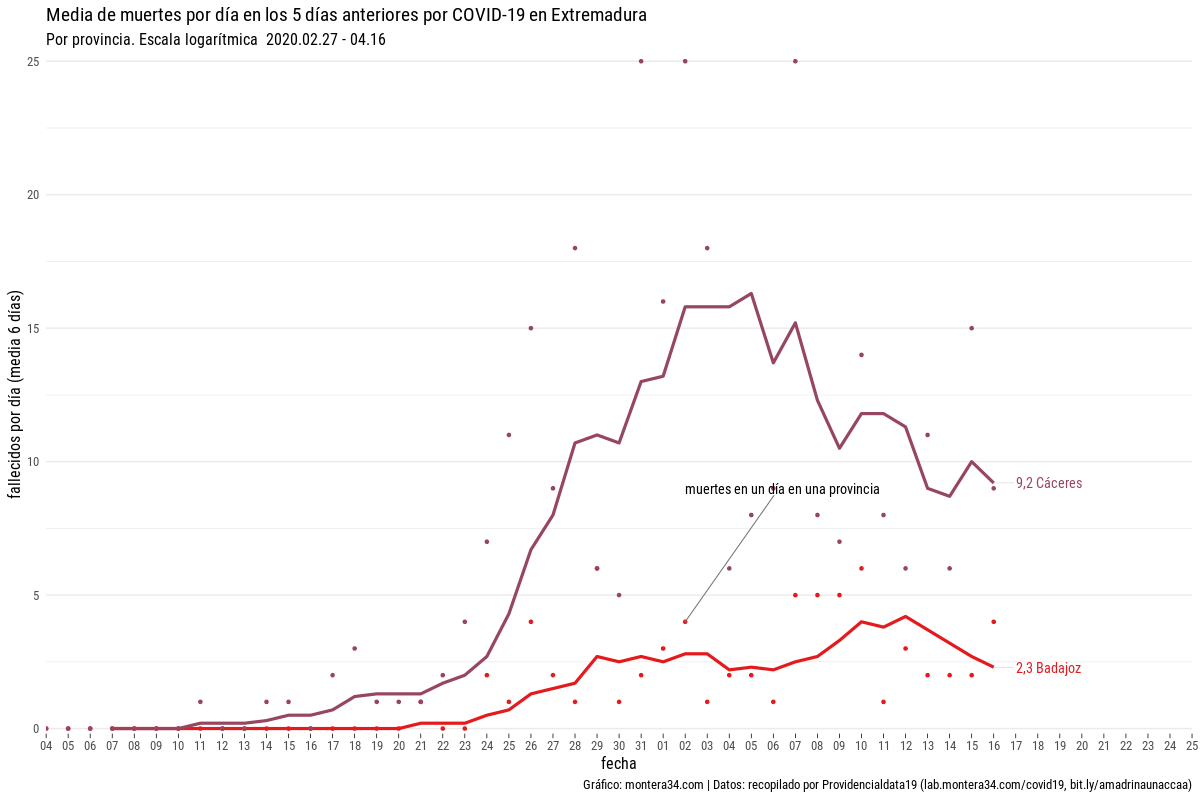 Media de muertes por día en los 5 días anteriores por COVID-19 en Extremadura
Por provincia. Escala logarítmica 2020.02.27 - 04.16
25
20
15
10
5
0
fallecidos por día (media 6 días)
muertes en un día en una provincia
9,2 Cáceres
2,3 Badajoz
04 05 06 07 08 09 10 11 12 13 14 15 16 17 18 19 20 21 22 23 24 25 26 27 28 29 30 31 01 02 03 04 05 06 07 08 09 10 11 12 13 14 15 16 17 18 19 20 21 22 23 24 25
fecha
Gráfico: montera34.com | Datos: recopilado por Providencialdata19 (lab.montera34.com/covid19, bit.ly/amadrinaunaccaa)